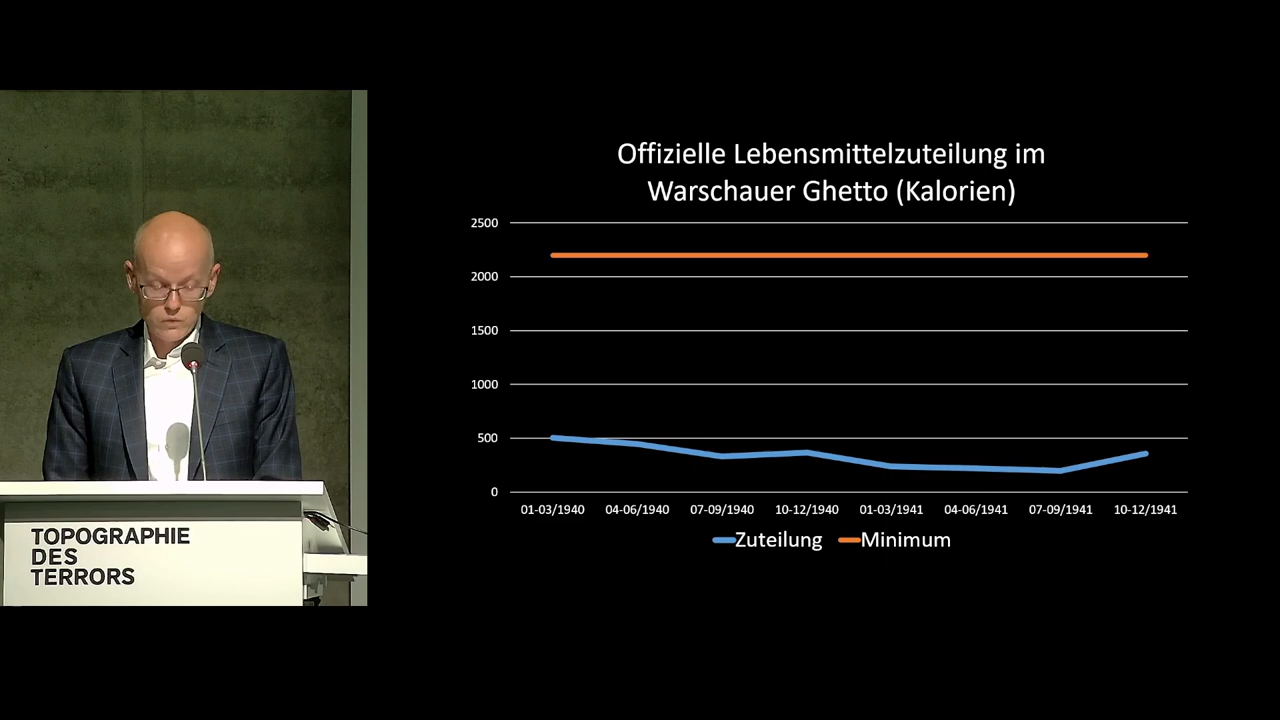 Offizielle Lebensmittelzuteilung im
Warschauer Ghetto (Kalorien)
2500
2000
1500
1000
500
0
01-03/1940 04-06/1940 07-09/1940 10-12/1940 01-03/1941 04-06/1941 07-09/1941 10-12/1941
Zuteilung Minimum
TOPOGRAPHIE
DES
TERRORS